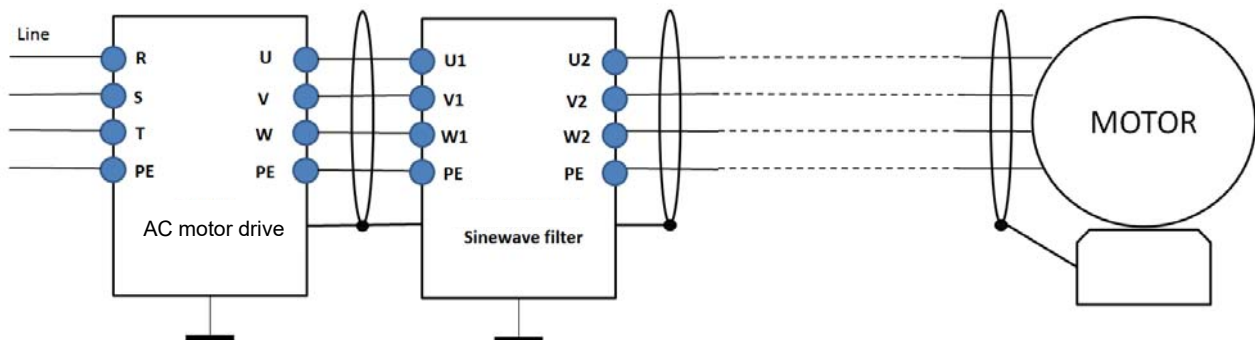 Line
R U U1 U2
S V V1 V2
T W W1 W2
PE PE PE PE
MOTOR
AC motor drive
Sinewave filter